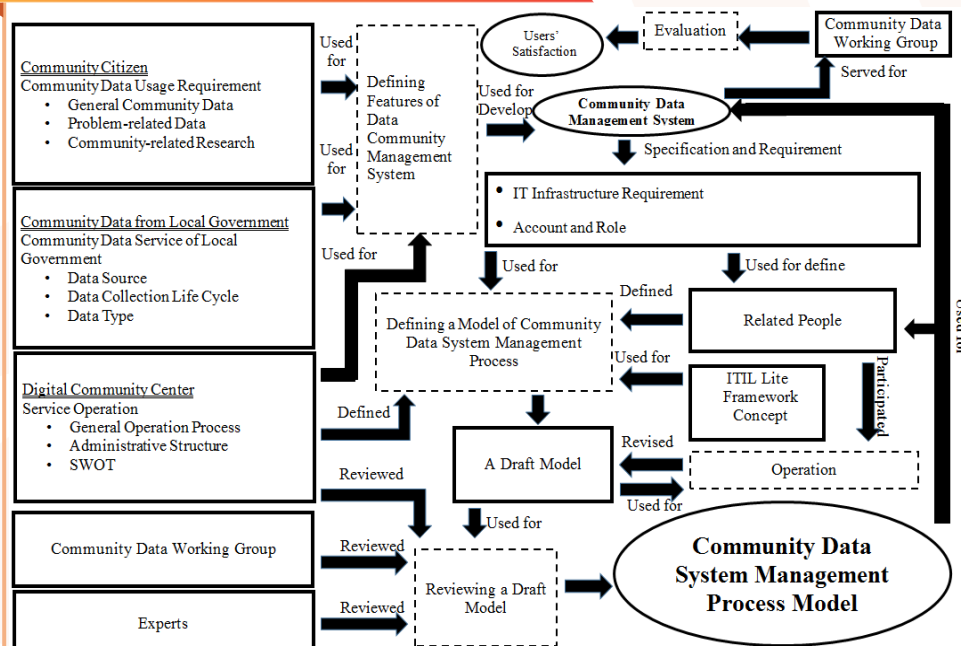 Community Citizen
Community Data Usage Requirement
• General Community Data
• Problem-related Data
• Community-related Research
Community Data from Local Government
Community Data Service of Local
Government
• Data Source
• Data Collection Life Cycle
• Data Type
Digital Community Center
Service Operation
• General Operation Process
• Administrative Structure
• SWOT
Community Data Working Group
Experts
Used
for
Used
for
Used for
Defined
Reviewed
Reviewed
Reviewed
Defining
Features of
Data
Community
Management
System
Used for
Develop
Users'
Satisfaction
Evaluation
Community Data
Working Group
Served for
Community Data
Management System
Specification and Requirement
• IT Infrastructure Requirement
• Account and Role
Used for
Used for define
Defining a Model of Community
Data System Management
Process
Defined
Related People
Used for
ITIL Lite
Framework
Concept
Participated
A Draft Model
Revised
Used for
Operation
Used for
Reviewing a Draft
Model
Community Data
System Management
Process Model
Used for